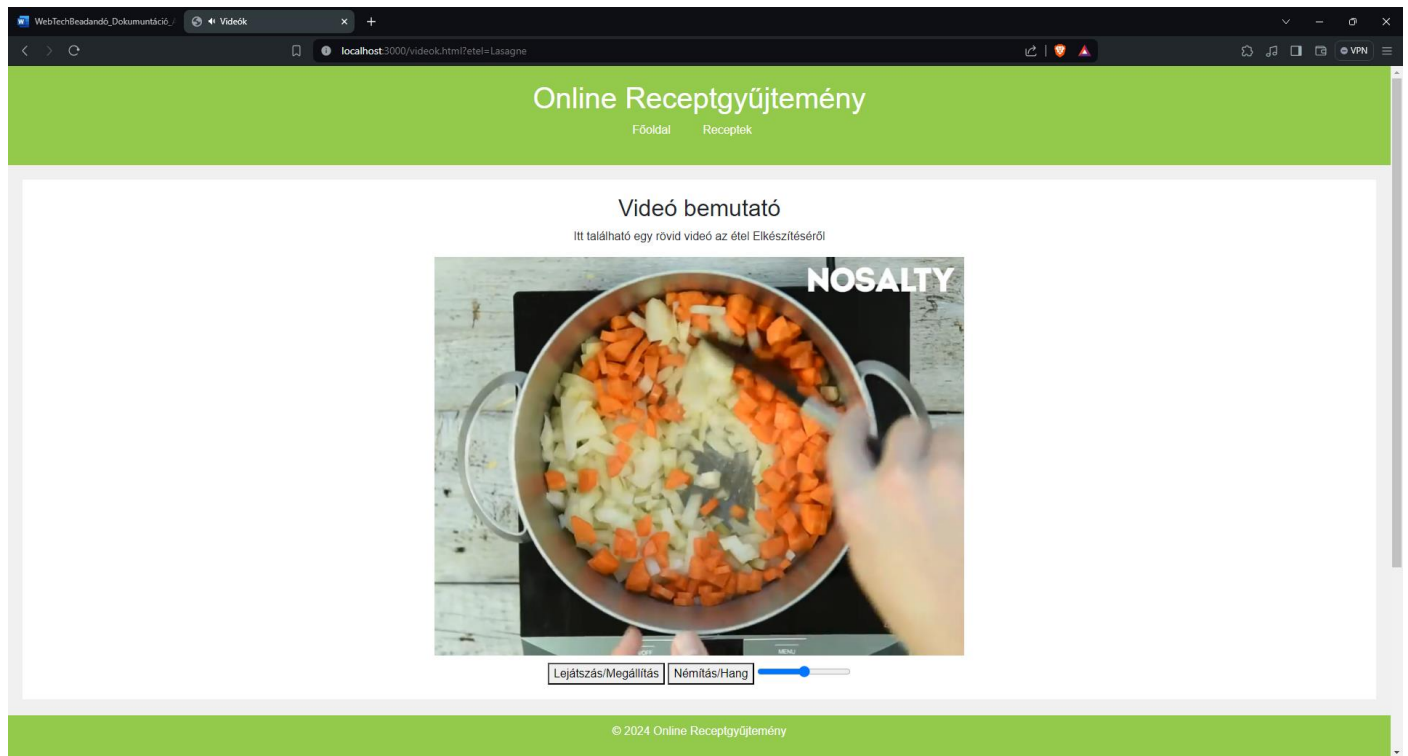 WebTechBeadandó_Dokumuntáció_
Videók
localhost:3000/videok.html?etel=Lasagne
VPN
Online Receptgyűjtemény
Főoldal Receptek
Videó bemutató
Itt található egy rövid videó az étel Elkészítéséről
NOSALTY
MENU
Lejátszás/Megállítás Némítás/Hang
© 2024 Online Receptgyűjtemény